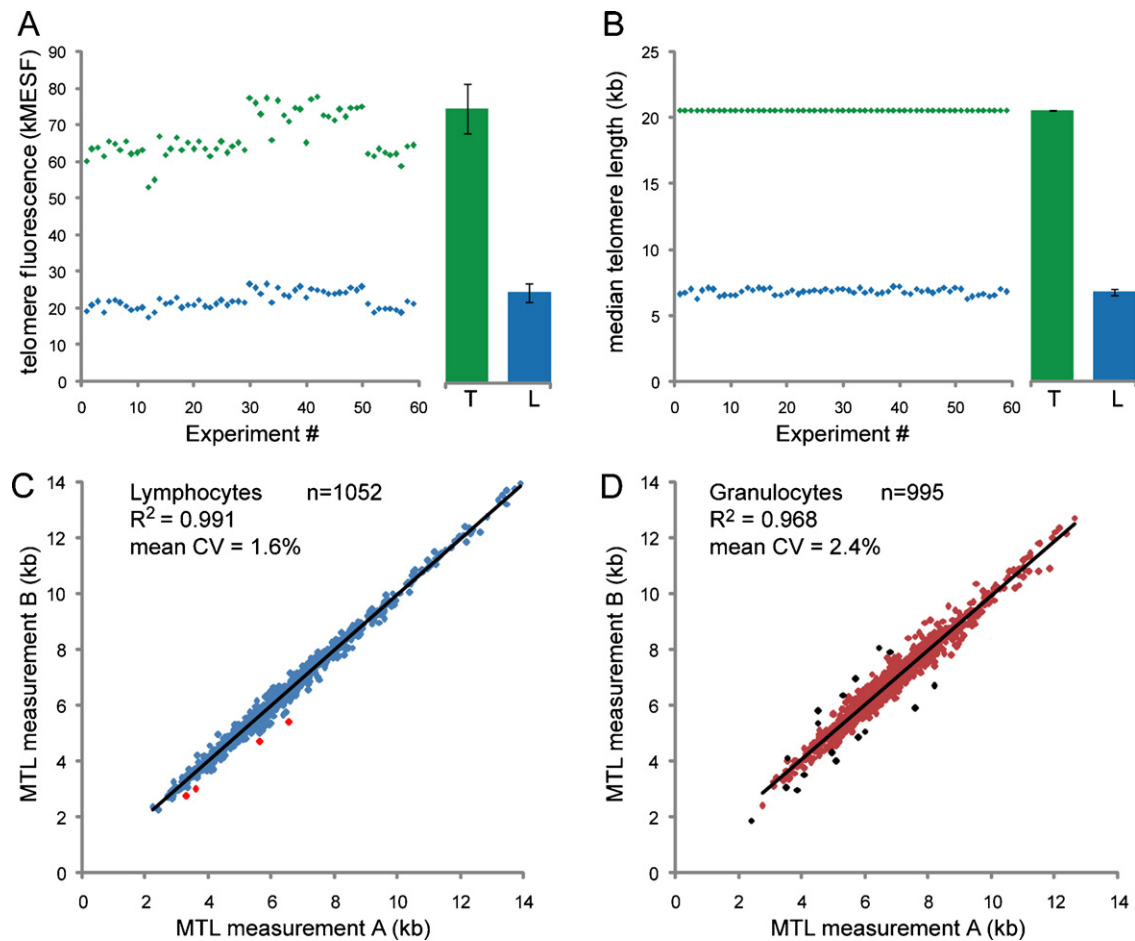 A
telomere fluorescence (kMESF)
90
80
70
60
50
40
30
20
10
0
0 10 20 30 40 50 60
Experiment #
T L
B
median telomere length (kb)
25
20
15
10
5
0
0 10 20 30 40 50 60
Experiment #
T L
C
MTL measurement B (kb)
14
12
10
8
6
4
2
0
Lymphocytes n=1052
R² = 0.991
mean CV = 1.6%
0 2 4 6 8 10 12 14
MTL measurement A (kb)
D
MTL measurement B (kb)
14
12
10
8
6
4
2
0
Granulocytes n=995
R² = 0.968
mean CV = 2.4%
0 2 4 6 8 10 12 14
MTL measurement A (kb)